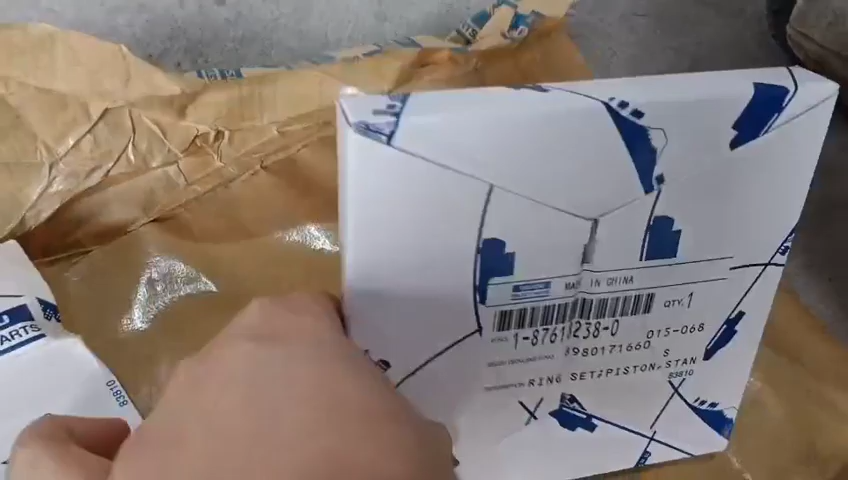 MADE IN CHINA
QTY. 1
1-87611238-0
015-068
8980171660 S
RING SET;PISTON,STAN
83810
PARTS
83810